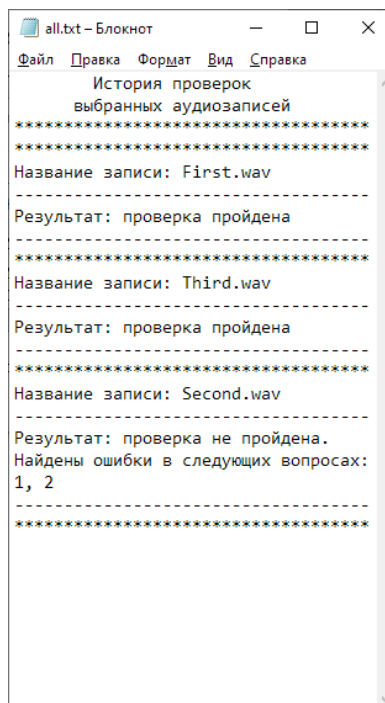 all.txt – Блокнот
Файл Правка Формат Вид Справка
История проверок
выбранных аудиозаписей
************************************
************************************
Название записи: First.wav
------------------------------------
Результат: проверка пройдена
------------------------------------
************************************
Название записи: Third.wav
------------------------------------
Результат: проверка пройдена
------------------------------------
************************************
Название записи: Second.wav
------------------------------------
Результат: проверка не пройдена.
Найдены ошибки в следующих вопросах:
1, 2
------------------------------------
************************************